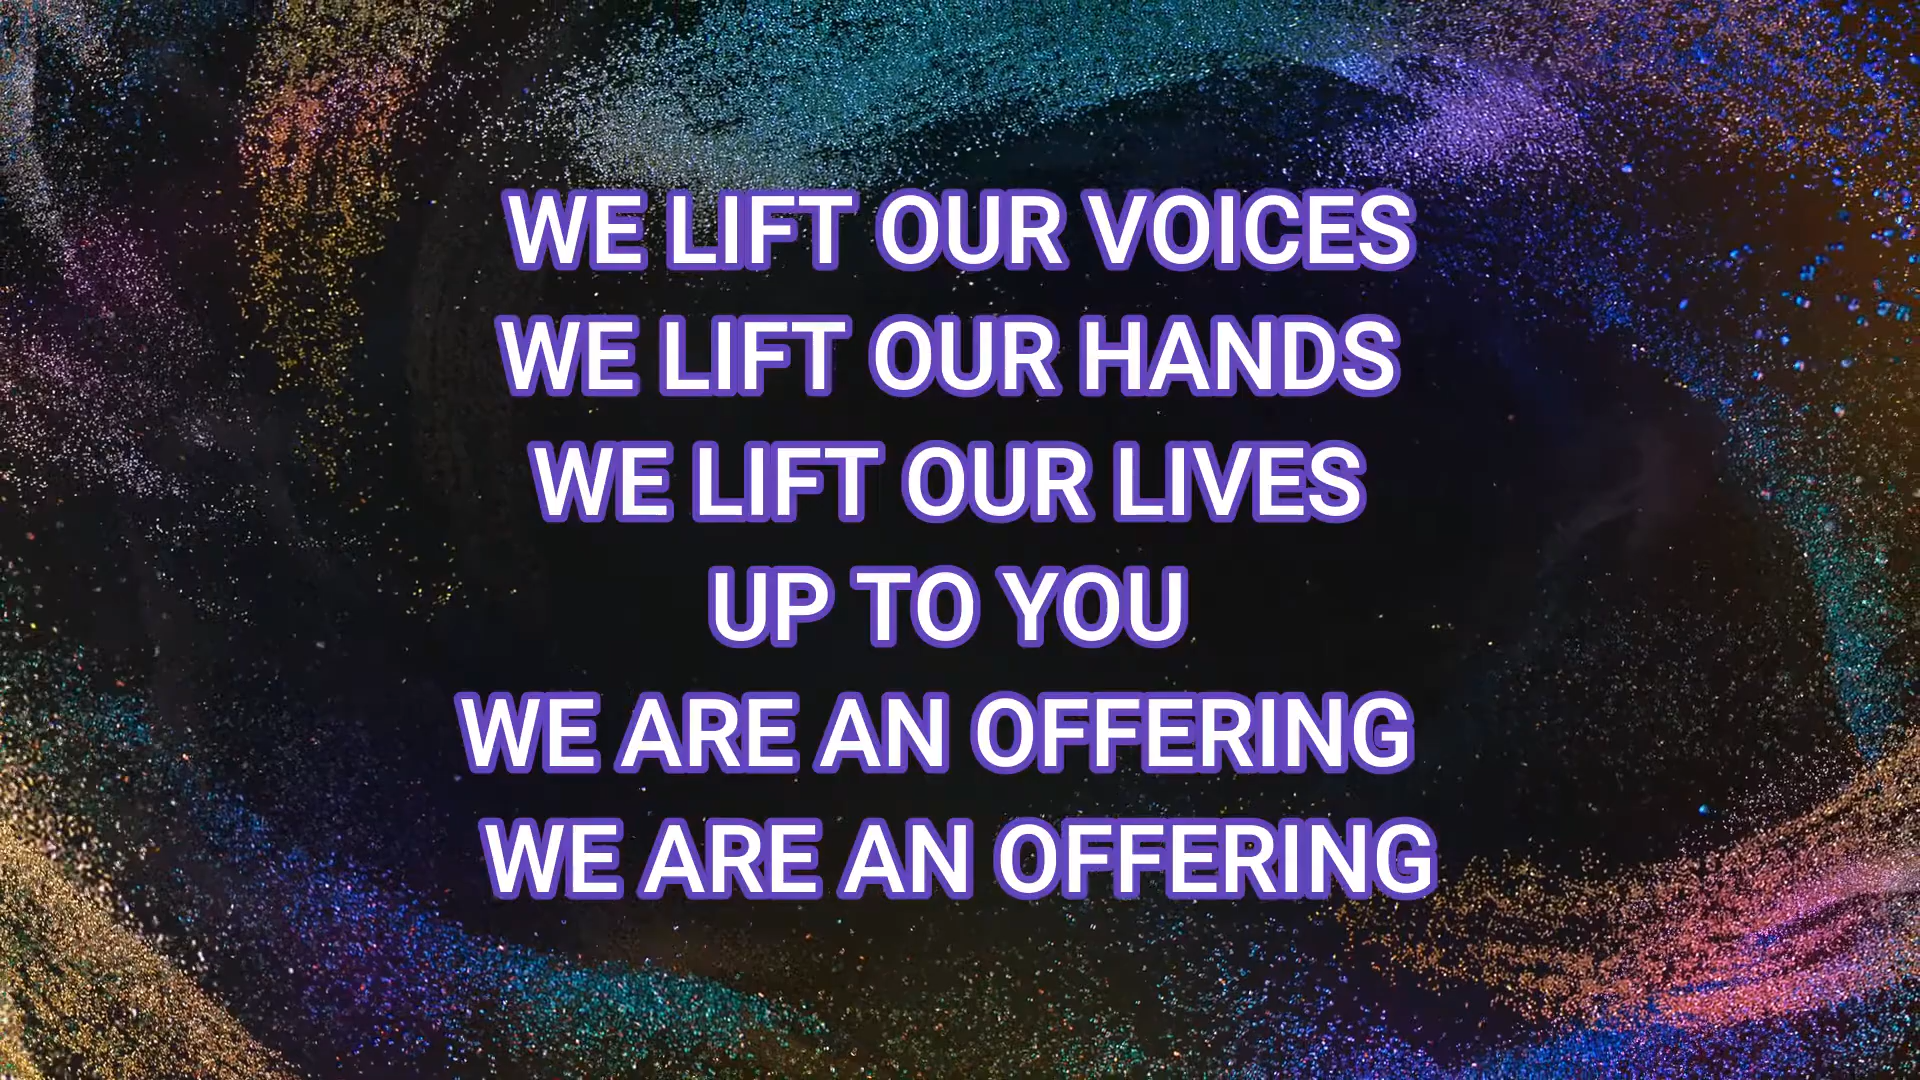 WE LIFT OUR VOICES
WE LIFT OUR HANDS
WE LIFT OUR LIVES
UP TO YOU
WE ARE AN OFFERING
WE ARE AN OFFERING